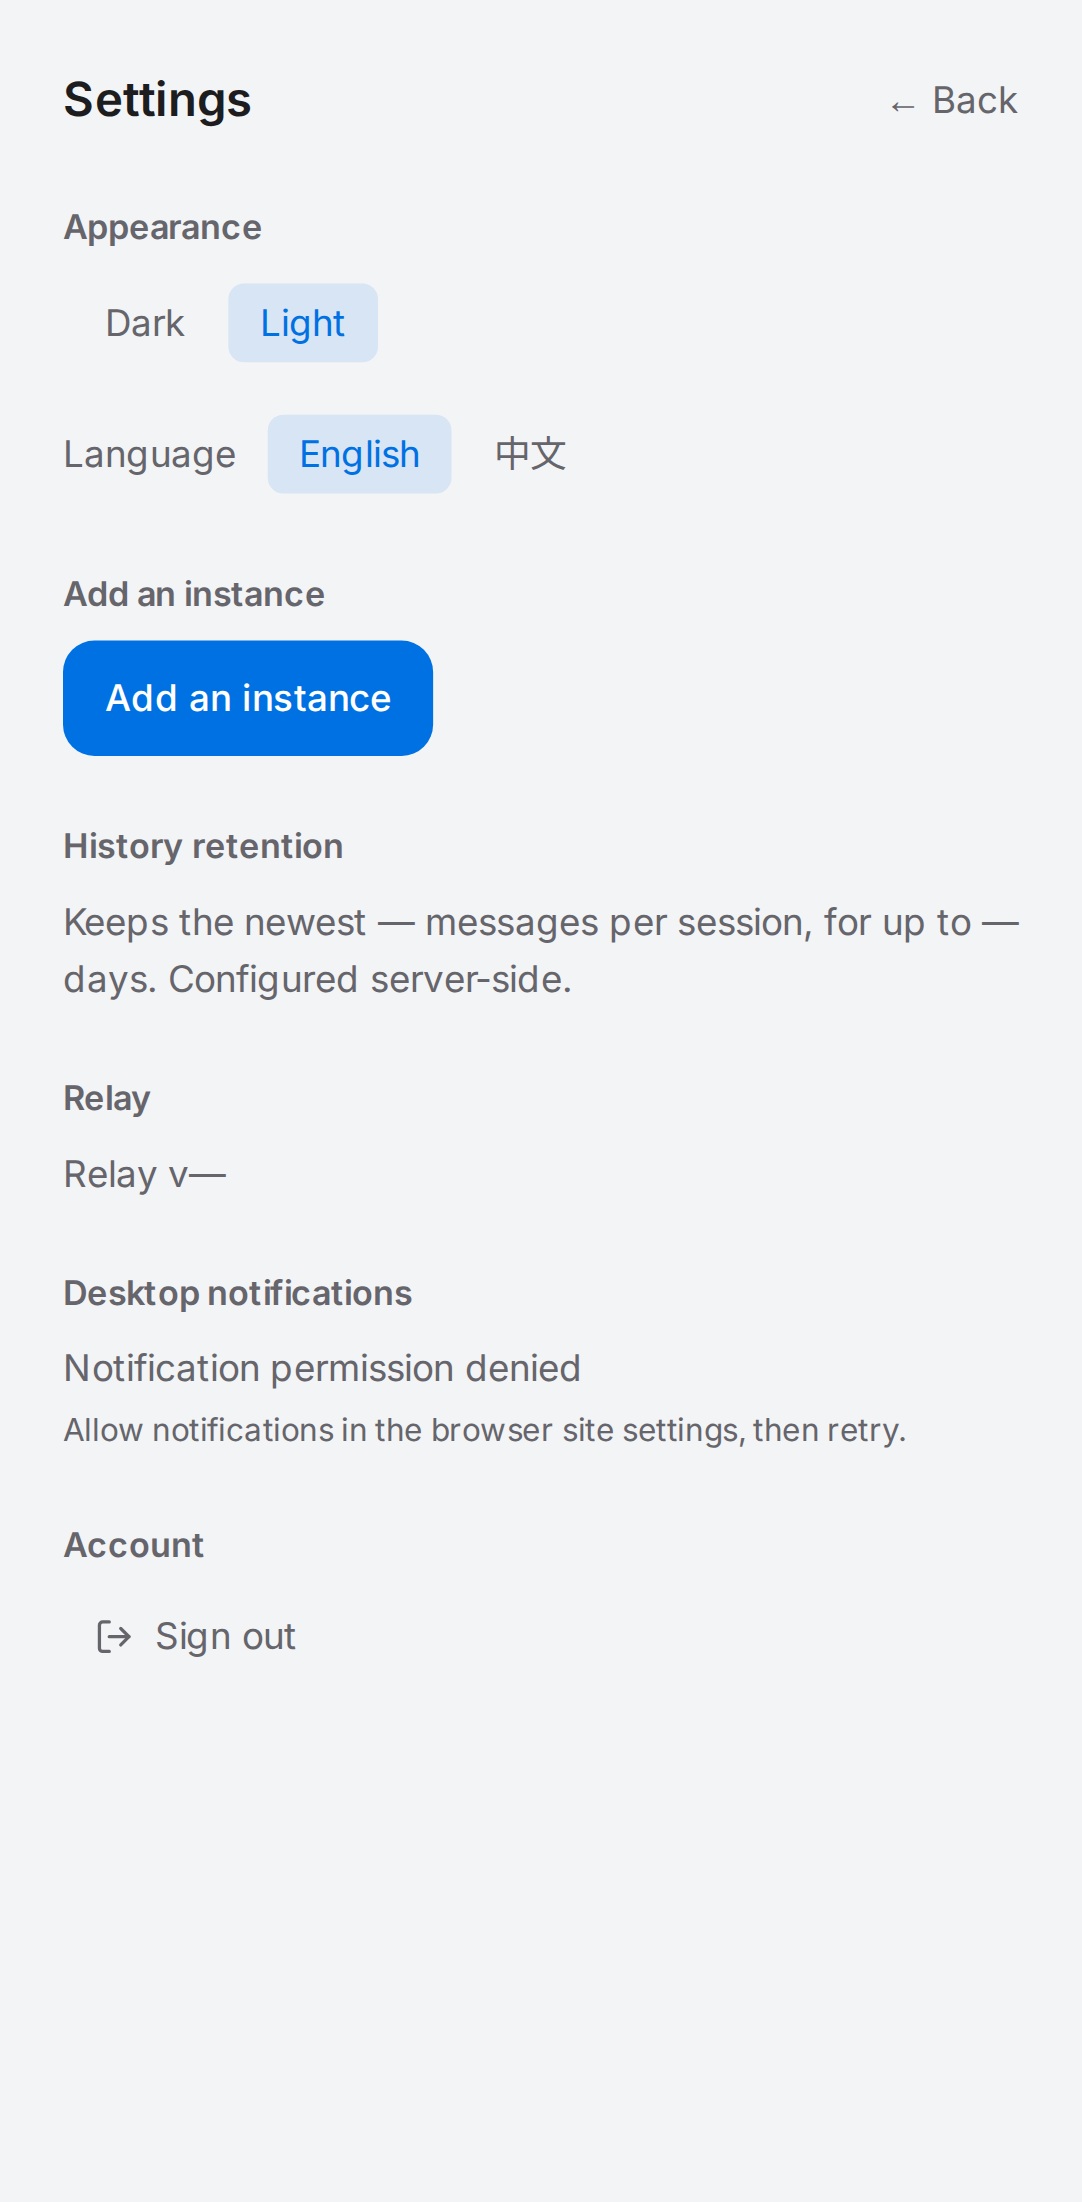 Settings
← Back
Appearance
Dark Light
Language English 中文
Add an instance
Add an instance
History retention
Keeps the newest — messages per session, for up to —
days. Configured server-side.
Relay
Relay v—
Desktop notifications
Notification permission denied
Allow notifications in the browser site settings, then retry.
Account
Sign out